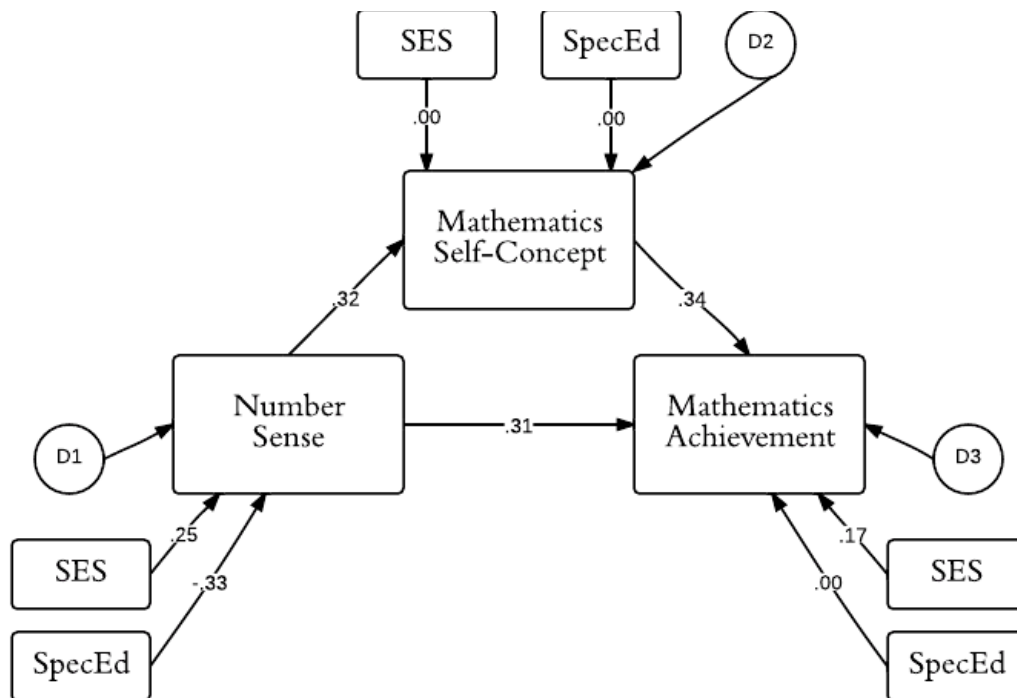 SES
SpecEd
D2
.00
.00
Mathematics
Self-Concept
.32
.34
Number
Sense
Mathematics
Achievement
.31
D1
D3
.25
.17
SES
-.33
.00
SES
SpecEd
SpecEd